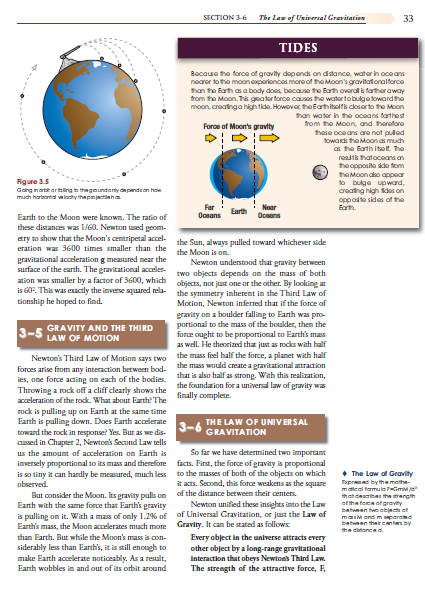 SECTION 3-6 The Law of Universal Gravitation 33
TIDES
Because the force of gravity depends on distance, water in oceans
nearer to the moon experiences more of the Moon's gravitational force
than the Earth as a body does, because the Earth overall is farther away
from the Moon. This greater force causes the water to bulge toward the
moon, creating a high tide. However, the Earth itself is closer to the Moon
than water in the oceans farthest
from the Moon, and therefore
these oceans are not pulled
towards the Moon as much
as the Earth itself. The
result is that oceans on
the opposite side from
the Moon also appear
to bulge upward,
creating high tides on
opposite sides of the
Earth.
Force of Moon's gravity
Far
Oceans
Earth
Near
Oceans
Figure 3.5
Going in orbit or falling to the ground only depends on how
much horizontal velocity the projectile has.
Earth to the Moon were known. The ratio of
these distances was 1/60. Newton used geom-
etry to show that the Moon's centripetal accel-
eration was 3600 times smaller than the
gravitational acceleration g measured near the
surface of the earth. The gravitational acceler-
ation was smaller by a factor of 3600, which
is 60². This was exactly the inverse squared rela-
tionship he hoped to find.
3–5 GRAVITY AND THE THIRD
LAW OF MOTION
Newton's Third Law of Motion says two
forces arise from any interaction between bod-
ies, one force acting on each of the bodies.
Throwing a rock off a cliff clearly shows the
acceleration of the rock. What about Earth? The
rock is pulling up on Earth at the same time
Earth is pulling down. Does Earth accelerate
toward the rock in response? Yes. But as we dis-
cussed in Chapter 2, Newton's Second Law tells
us the amount of acceleration on Earth is
inversely proportional to its mass and therefore
is so tiny it can hardly be measured, much less
observed.
But consider the Moon. Its gravity pulls on
Earth with the same force that Earth's gravity
is pulling on it. With a mass of only 1.2% of
Earth's mass, the Moon accelerates much more
than Earth. But while the Moon's mass is con-
siderably less than Earth's, it is still enough to
make Earth accelerate noticeably. As a result,
Earth wobbles in and out of its orbit around
the Sun, always pulled toward whichever side
the Moon is on.
Newton understood that gravity between
two objects depends on the mass of both
objects, not just one or the other. By looking at
the symmetry inherent in the Third Law of
Motion, Newton inferred that if the force of
gravity on a boulder falling to Earth was pro-
portional to the mass of the boulder, then the
force ought to be proportional to Earth's mass
as well. He theorized that just as rocks with half
the mass feel half the force, a planet with half
the mass would create a gravitational attraction
that is also half as strong. With this realization,
the foundation for a universal law of gravity was
finally complete.
3–6 THE LAW OF UNIVERSAL
GRAVITATION
So far we have determined two important
facts. First, the force of gravity is proportional
to the masses of both of the objects on which
it acts. Second, this force weakens as the square
of the distance between their centers.
Newton unified these insights into the Law
of Universal Gravitation, or just the Law of
Gravity. It can be stated as follows:
Every object in the universe attracts every
other object by a long-range gravitational
interaction that obeys Newton's Third Law.
The strength of the attractive force, F,
♦ The Law of Gravity
Expressed by the mathe-
matical formula F=GmM/d²
that describes the strength
of the force of gravity
between two objects of
mass M and m separated
between their centers by
the distance d.